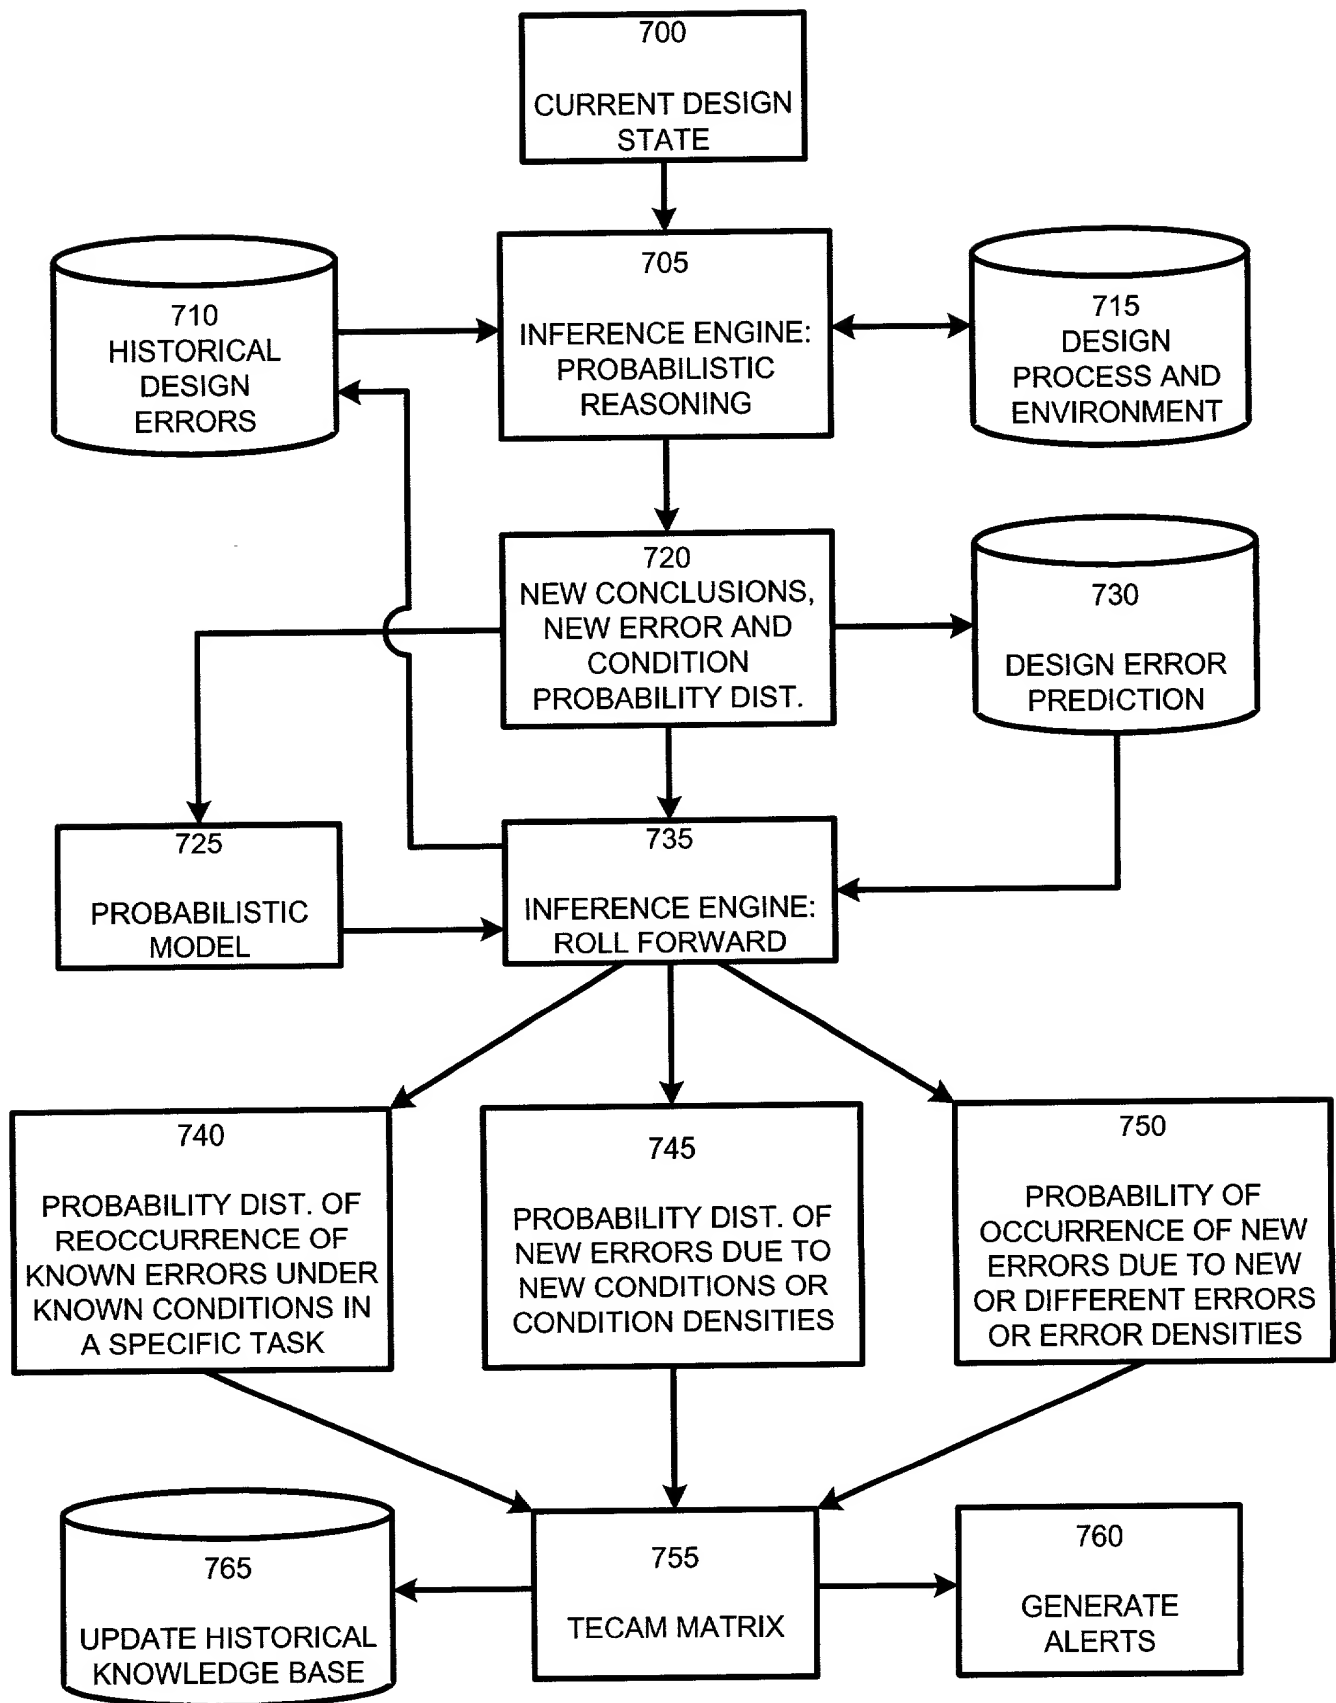 700
CURRENT DESIGN
STATE
705
INFERENCE ENGINE:
PROBABILISTIC
REASONING
710
HISTORICAL
DESIGN
ERRORS
715
DESIGN
PROCESS AND
ENVIRONMENT
720
NEW CONCLUSIONS,
NEW ERROR AND
CONDITION
PROBABILITY DIST.
730
DESIGN ERROR
PREDICTION
725
PROBABILISTIC
MODEL
735
INFERENCE ENGINE:
ROLL FORWARD
740
PROBABILITY DIST. OF
REOCCURRENCE OF
KNOWN ERRORS UNDER
KNOWN CONDITIONS IN
A SPECIFIC TASK
745
PROBABILITY DIST. OF
NEW ERRORS DUE TO
NEW CONDITIONS OR
CONDITION DENSITIES
750
PROBABILITY OF
OCCURRENCE OF NEW
ERRORS DUE TO NEW
OR DIFFERENT ERRORS
OR ERROR DENSITIES
765
UPDATE HISTORICAL
KNOWLEDGE BASE
755
TECAM MATRIX
760
GENERATE
ALERTS